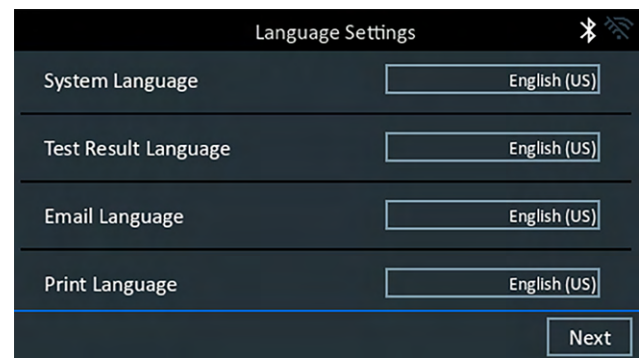 Language Settings
System Language English (US)
Test Result Language English (US)
Email Language English (US)
Print Language English (US)
Next